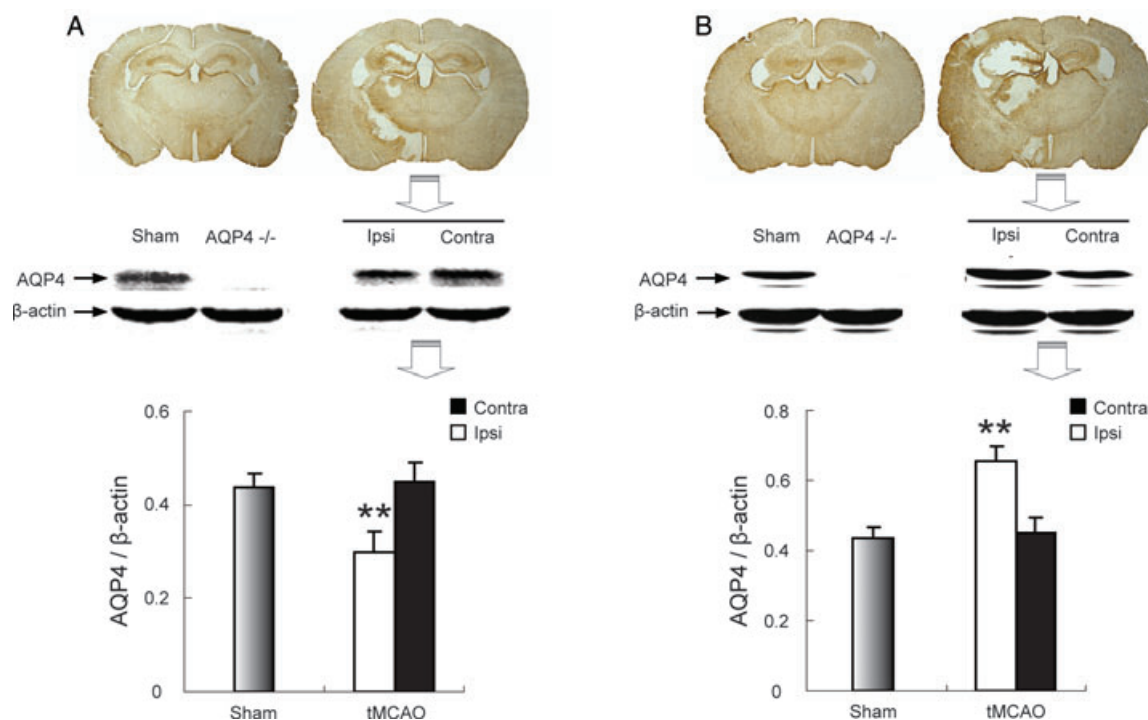 A
Sham AQP4 -/- Ipsi Contra
AQP4
β-actin
Contra
Ipsi
0.6
0.4
0.2
0
AQP4 / β-actin
**
Sham tMCAO
B
Sham AQP4 -/- Ipsi Contra
AQP4
β-actin
Contra
Ipsi
0.8
0.6
0.4
0.2
0
AQP4 / β-actin
**
Sham tMCAO